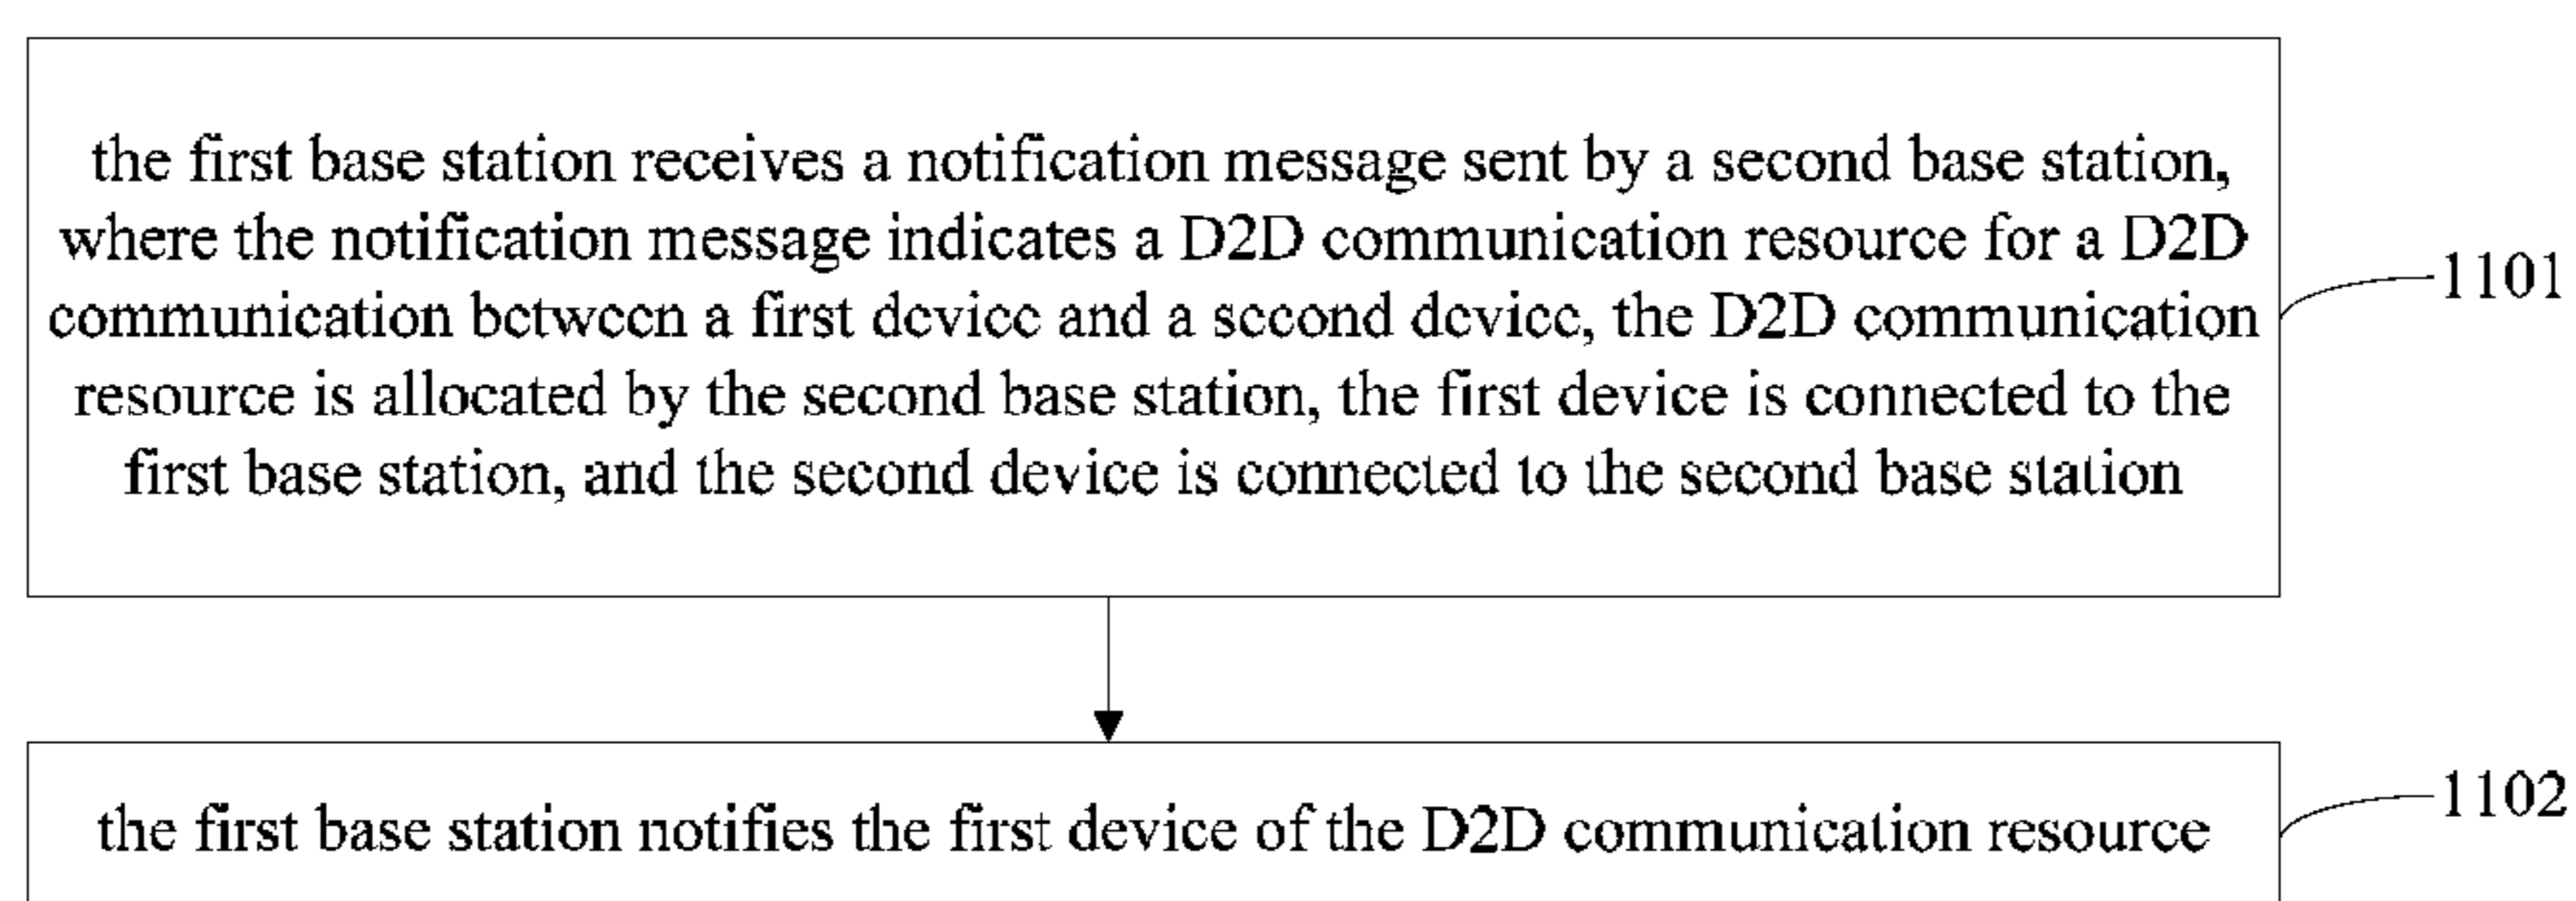 the first base station receives a notification message sent by a second base station,
where the notification message indicates a D2D communication resource for a D2D
communication between a first device and a second device, the D2D communication
resource is allocated by the second base station, the first device is connected to the
first base station, and the second device is connected to the second base station
1101
the first base station notifies the first device of the D2D communication resource
1102